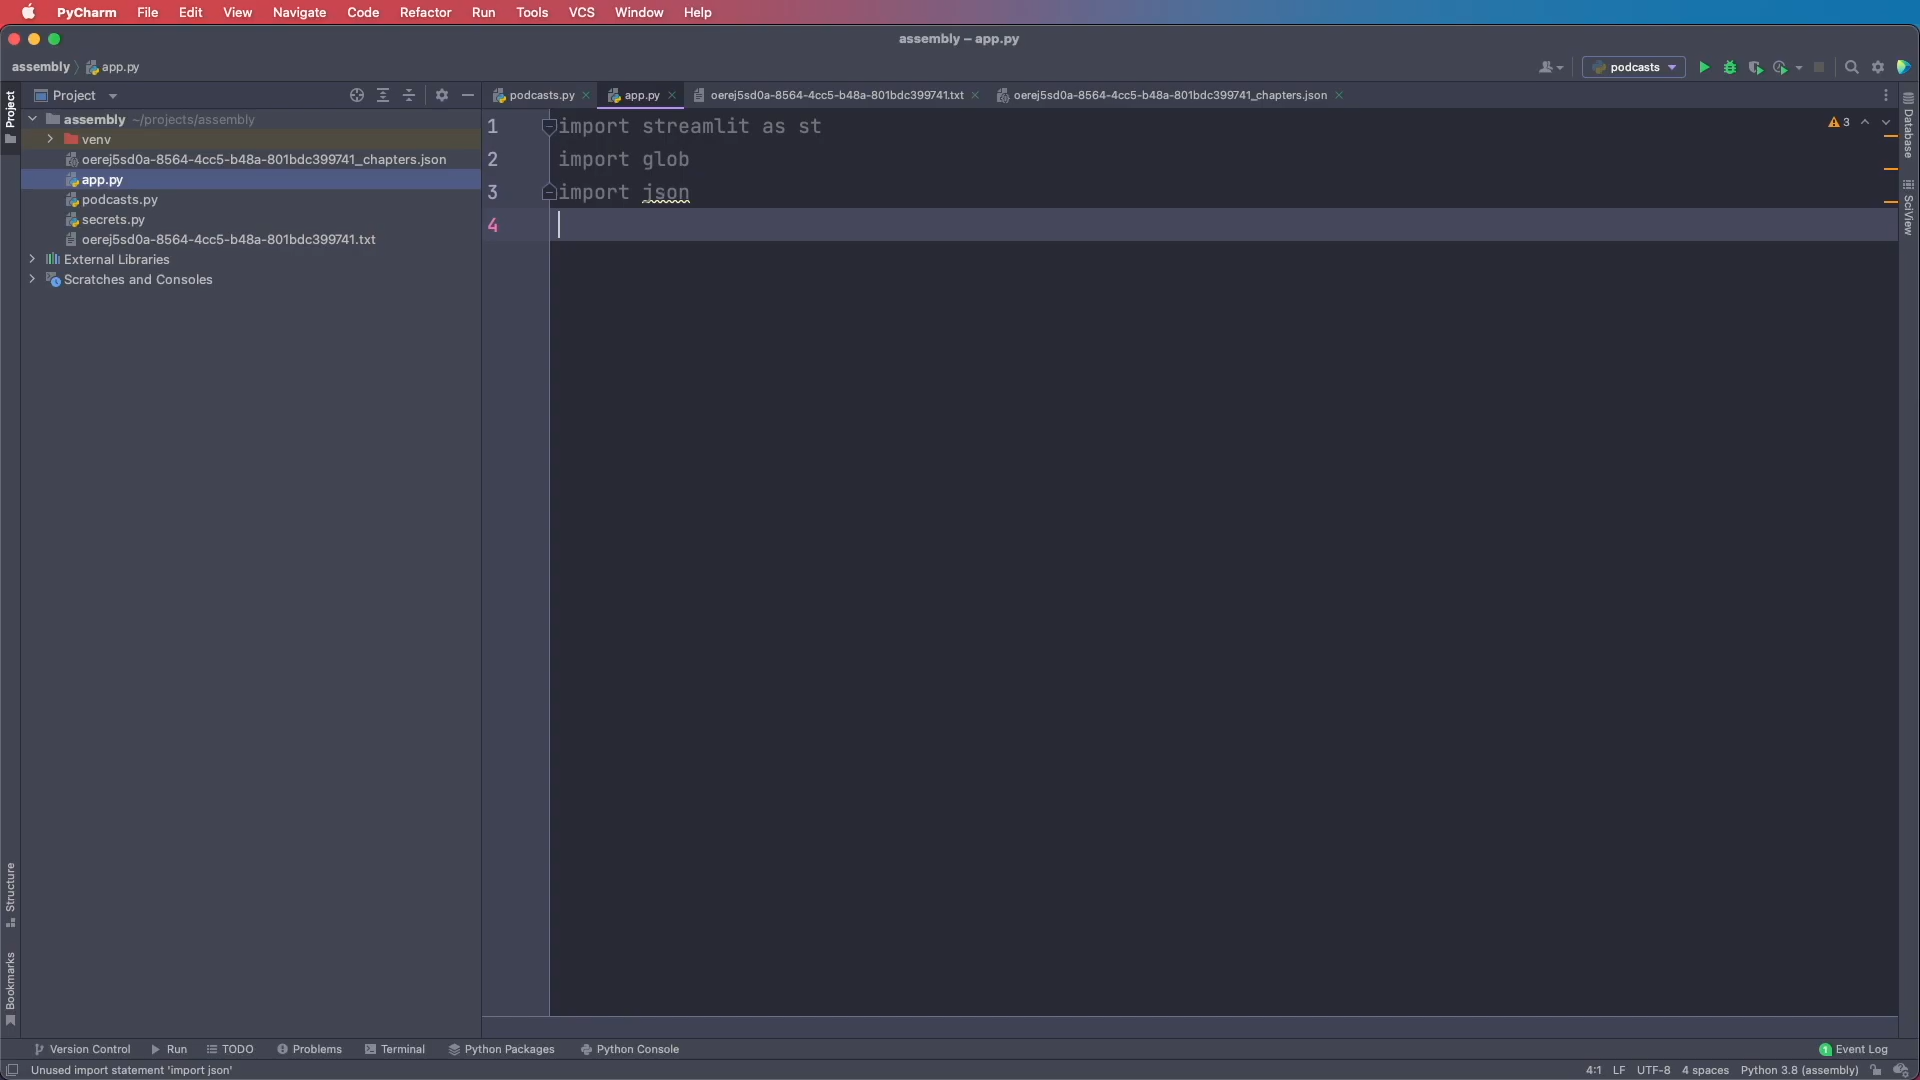 PyCharm File Edit View Navigate Code Refactor Run Tools VCS Window Help
assembly – app.py
assembly app.py
podcasts
Project
podcasts.py app.py oerej5sd0a-8564-4cc5-b48a-801bdc399741.txt oerej5sd0a-8564-4cc5-b48a-801bdc399741_chapters.json
Project
assembly ~/projects/assembly
venv
oerej5sd0a-8564-4cc5-b48a-801bdc399741_chapters.json
app.py
podcasts.py
secrets.py
oerej5sd0a-8564-4cc5-b48a-801bdc399741.txt
External Libraries
Scratches and Consoles
1 import streamlit as st
2 import glob
3 import json
4
3
Database
SciView
Structure
Bookmarks
Version Control Run TODO Problems Terminal Python Packages Python Console
1 Event Log
Unused import statement 'import json'
4:1 LF UTF-8 4 spaces Python 3.8 (assembly)